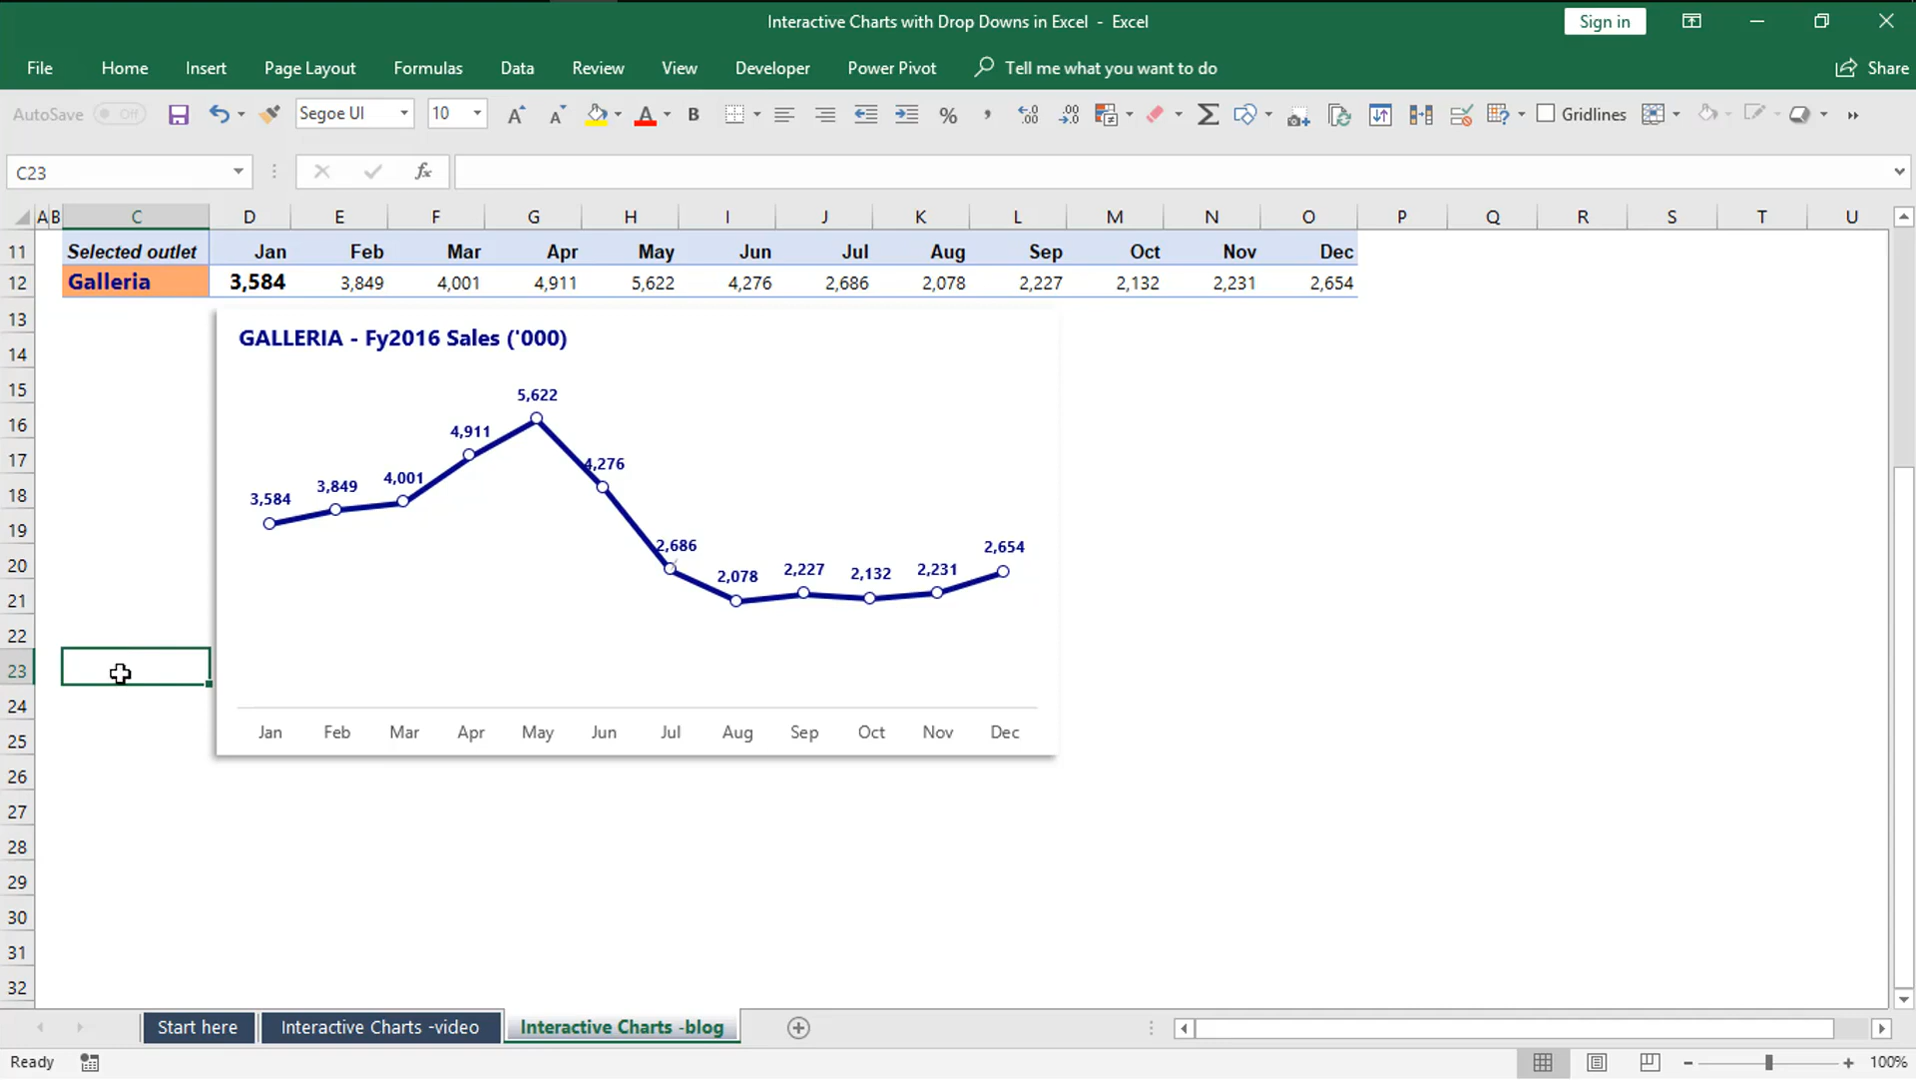 Interactive Charts with Drop Downs in Excel - Excel
Sign in
File Home Insert Page Layout Formulas Data Review View Developer Power Pivot Tell me what you want to do Share
AutoSave Off Segoe UI 10 A A A B % , .00 .00 Gridlines
C23 fx
A B C D E F G H I J K L M N O P Q R S T U
11 Selected outlet Jan Feb Mar Apr May Jun Jul Aug Sep Oct Nov Dec
12 Galleria 3,584 3,849 4,001 4,911 5,622 4,276 2,686 2,078 2,227 2,132 2,231 2,654
13
GALLERIA - Fy2016 Sales ('000)
14
15
5,622
16
4,911
17
4,276
4,001
3,849
18
3,584
19
2,686
2,654
20
2,227
2,231
2,132
2,078
21
22
23
24
Jan Feb Mar Apr May Jun Jul Aug Sep Oct Nov Dec
25
26
27
28
29
30
31
32
Start here Interactive Charts -video Interactive Charts -blog
Ready 100%